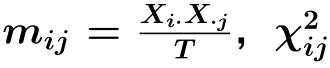 $m_{ij} = \frac{X_{i\cdot} X_{\cdot j}}{T}, \ \chi^2_{ij}$